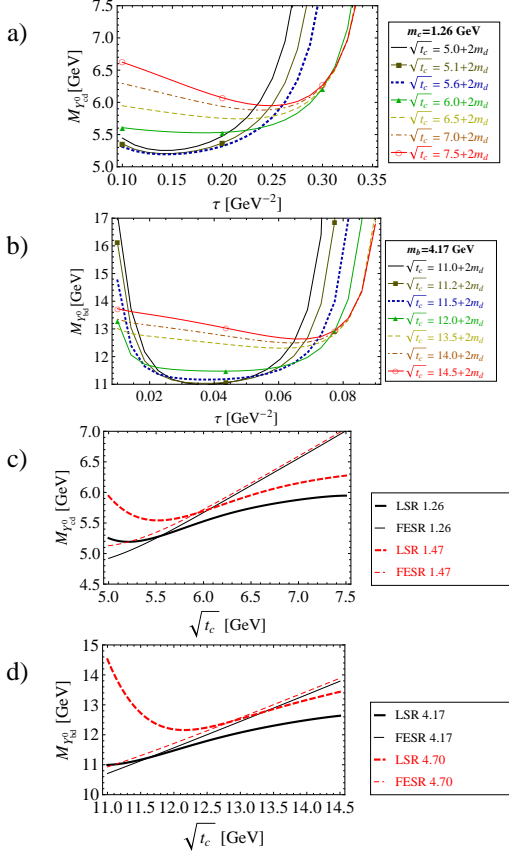 a)
7.5
7.0
6.5
6.0
5.5
5.0
M_{Y^0_{cd}} [GeV]
0.10 0.15 0.20 0.25 0.30 0.35
τ [GeV⁻²]
m_c=1.26 GeV
√t_c = 5.0+2m_d
√t_c = 5.1+2m_d
√t_c = 5.6+2m_d
√t_c = 6.0+2m_d
√t_c = 6.5+2m_d
√t_c = 7.0+2m_d
√t_c = 7.5+2m_d
b)
17
16
15
14
13
12
11
M_{Y^0_{bd}} [GeV]
0.02 0.04 0.06 0.08
τ [GeV⁻²]
m_b=4.17 GeV
√t_c = 11.0+2m_d
√t_c = 11.2+2m_d
√t_c = 11.5+2m_d
√t_c = 12.0+2m_d
√t_c = 13.5+2m_d
√t_c = 14.0+2m_d
√t_c = 14.5+2m_d
c)
7.0
6.5
6.0
5.5
5.0
4.5
M_{Y^0_{cd}} [GeV]
5.0 5.5 6.0 6.5 7.0 7.5
√t_c [GeV]
LSR 1.26
FESR 1.26
LSR 1.47
FESR 1.47
d)
15
14
13
12
11
10
M_{Y^0_{bd}} [GeV]
11.0 11.5 12.0 12.5 13.0 13.5 14.0 14.5
√t_c [GeV]
LSR 4.17
FESR 4.17
LSR 4.70
FESR 4.70